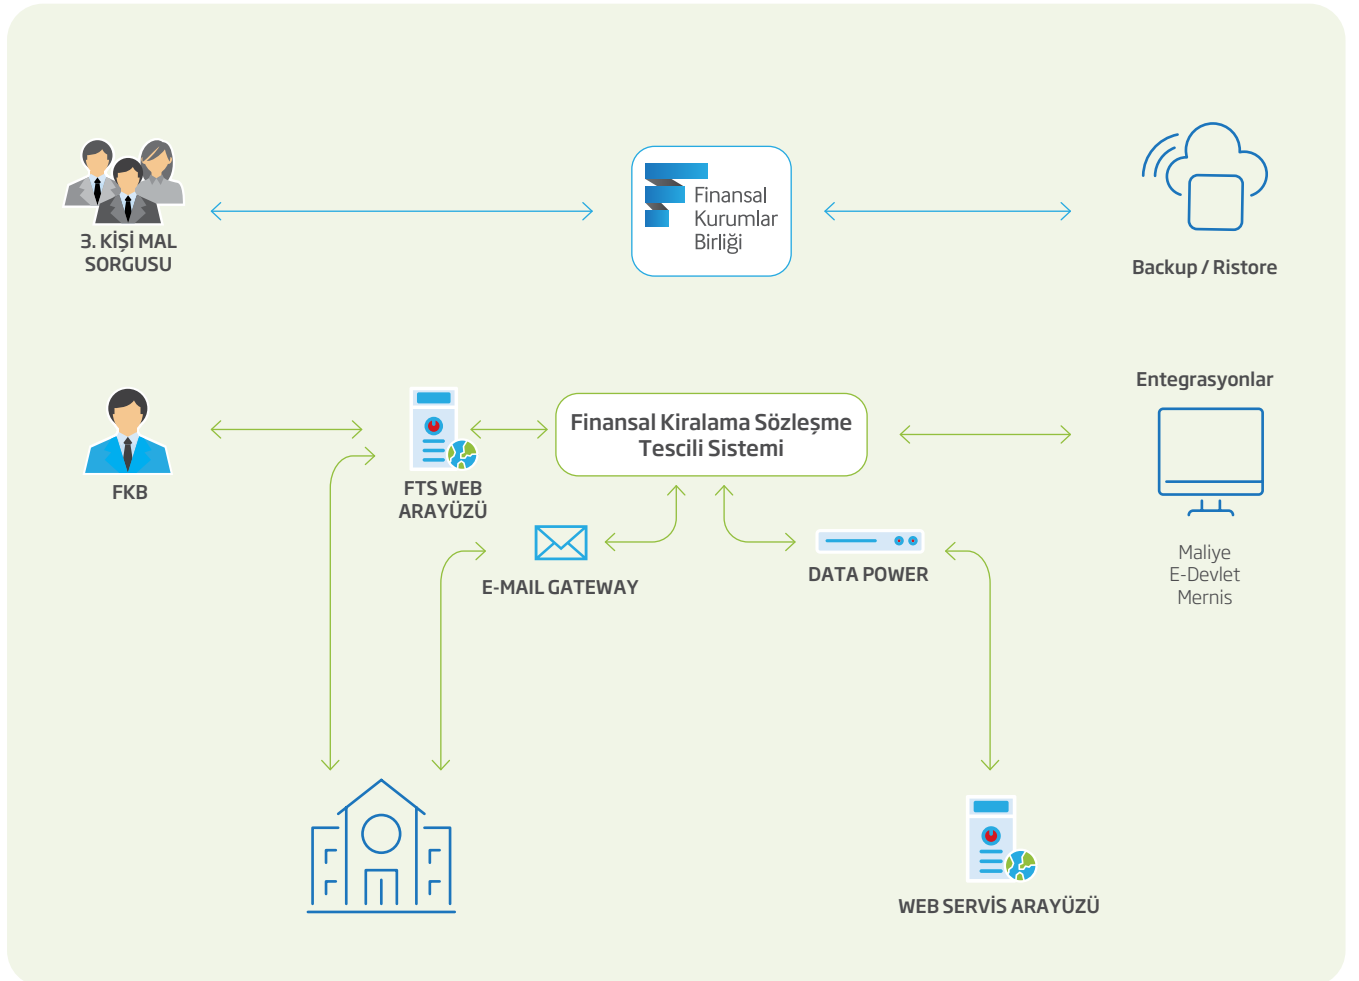 3. KİŞİ MAL
SORGUSU
Finansal
Kurumlar
Birliği
Backup / Ristore
FKB
FTS WEB
ARAYÜZÜ
Finansal Kiralama Sözleşme
Tescili Sistemi
Entegrasyonlar
Maliye
E-Devlet
Mernis
E-MAIL GATEWAY
DATA POWER
WEB SERVİS ARAYÜZÜ